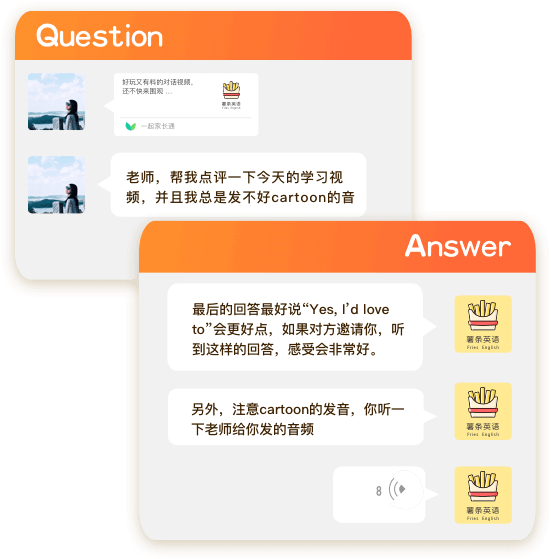 Question
好玩又有料的对话视频,
还不快来围观 ...
薯条英语
Fries English
一起家长通
老师，帮我点评一下今天的学习视
频，并且我总是发不好cartoon的音
Answer
最后的回答最好说“Yes, I’d love
to”会更好点，如果对方邀请你，听
到这样的回答，感受会非常好。
薯条英语
Fries English
另外，注意cartoon的发音，你听一
下老师给你发的音频
薯条英语
Fries English
8
薯条英语
Fries English